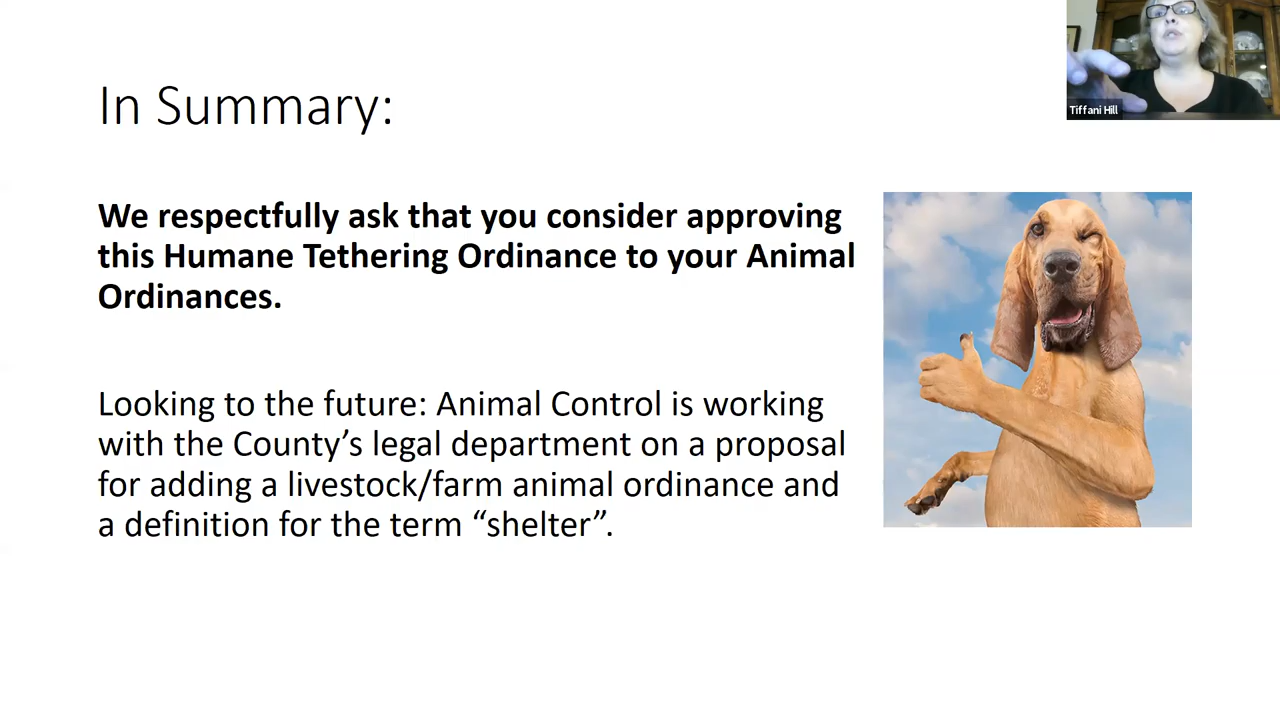 In Summary:
Tiffani Hill
We respectfully ask that you consider approving
this Humane Tethering Ordinance to your Animal
Ordinances.
Looking to the future: Animal Control is working
with the County’s legal department on a proposal
for adding a livestock/farm animal ordinance and
a definition for the term “shelter”.